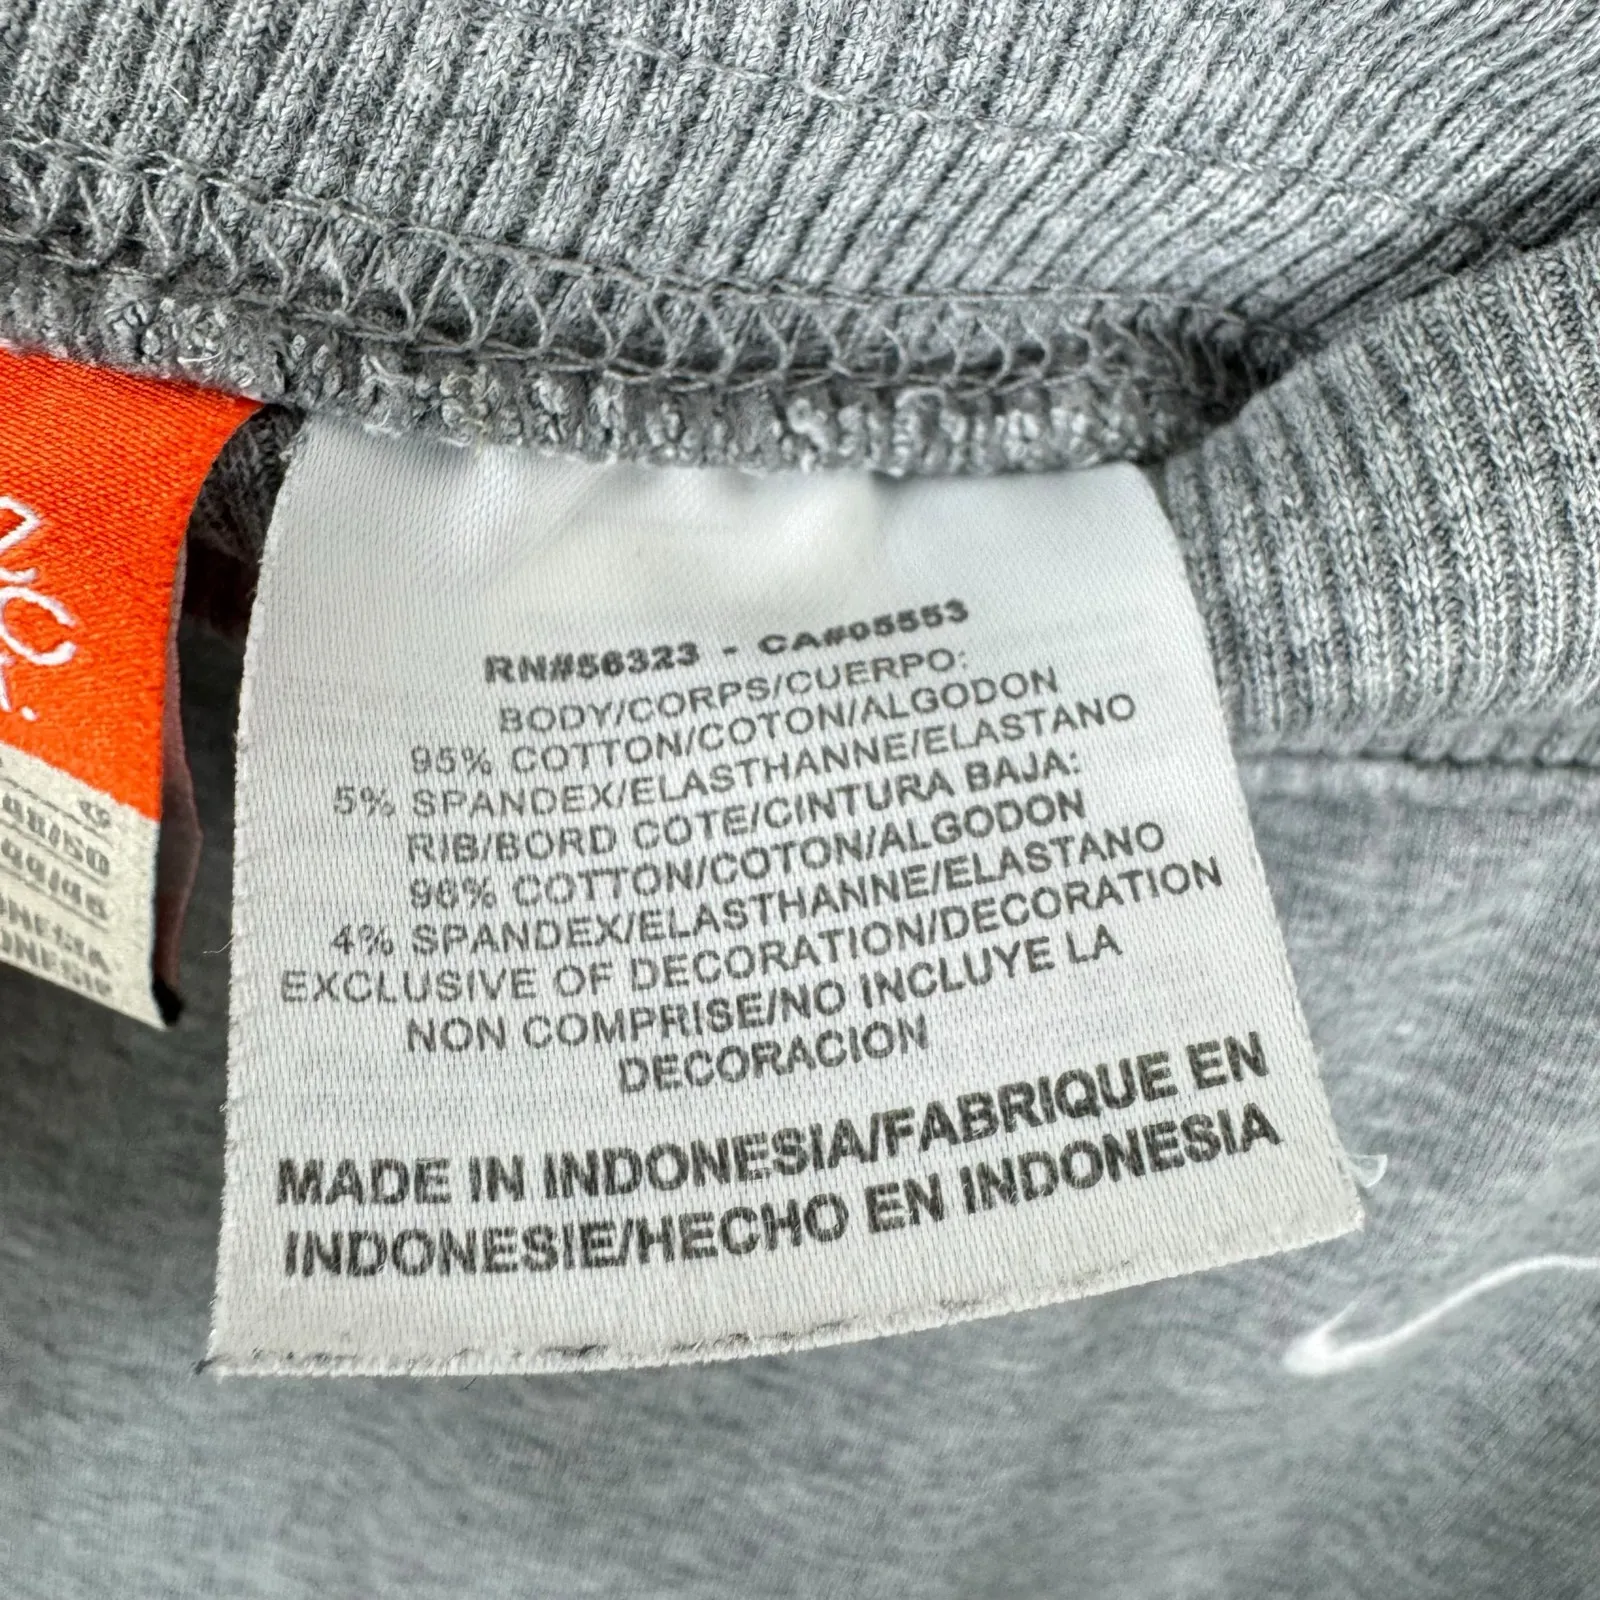 RN#56323 - CA#05553
BODY/CORPS/CUERPO:
95% COTTON/COTON/ALGODON
5% SPANDEX/ELASTHANNE/ELASTANO
RIB/BORD COTE/CINTURA BAJA:
96% COTTON/COTON/ALGODON
4% SPANDEX/ELASTHANNE/ELASTANO
EXCLUSIVE OF DECORATION/DECORATION
NON COMPRISE/NO INCLUYE LA
DECORACION
MADE IN INDONESIA/FABRIQUE EN
INDONESIE/HECHO EN INDONESIA